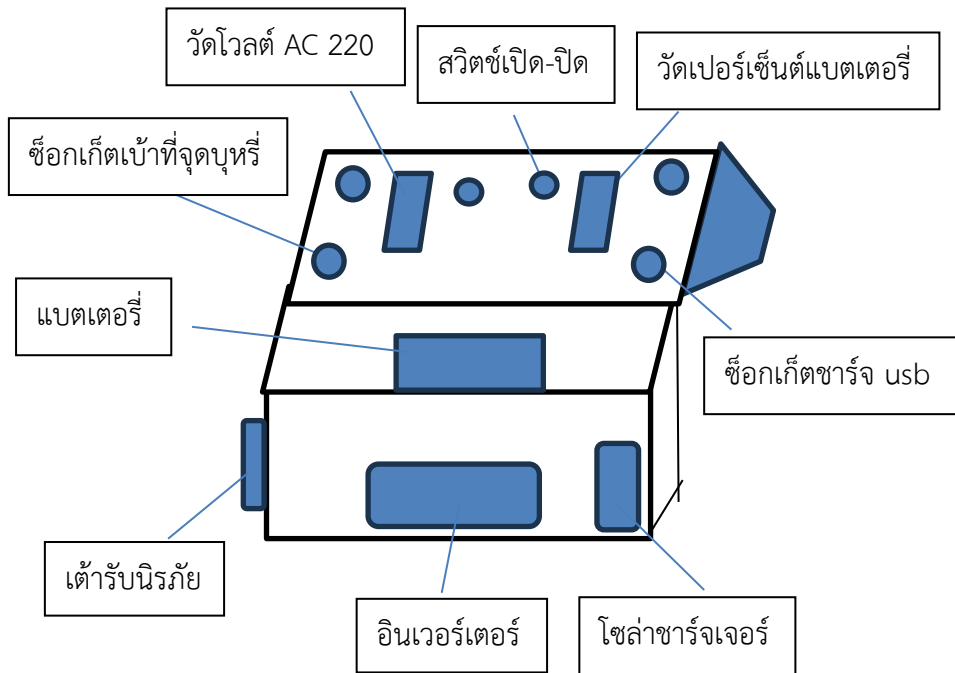 วัดโวลต์ AC 220
สวิตช์เปิด-ปิด
วัดเปอร์เซ็นต์แบตเตอรี่
ซ็อกเก็ตเบ้าที่จุดบุหรี่
แบตเตอรี่
ซ็อกเก็ตชาร์จ usb
เต้ารับนิรภัย
อินเวอร์เตอร์
โซล่าชาร์จเจอร์